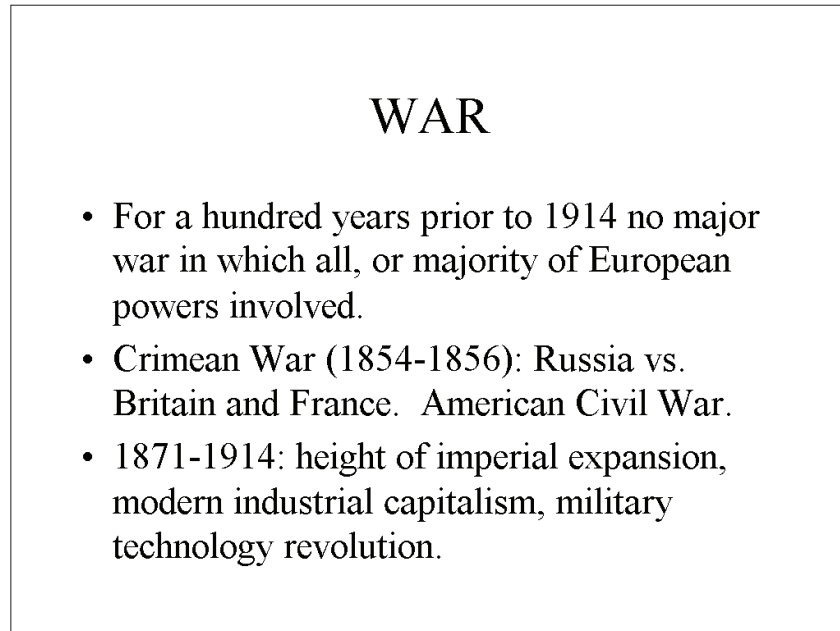 WAR
• For a hundred years prior to 1914 no major
war in which all, or majority of European
powers involved.
• Crimean War (1854-1856): Russia vs.
Britain and France.  American Civil War.
• 1871-1914: height of imperial expansion,
modern industrial capitalism, military
technology revolution.